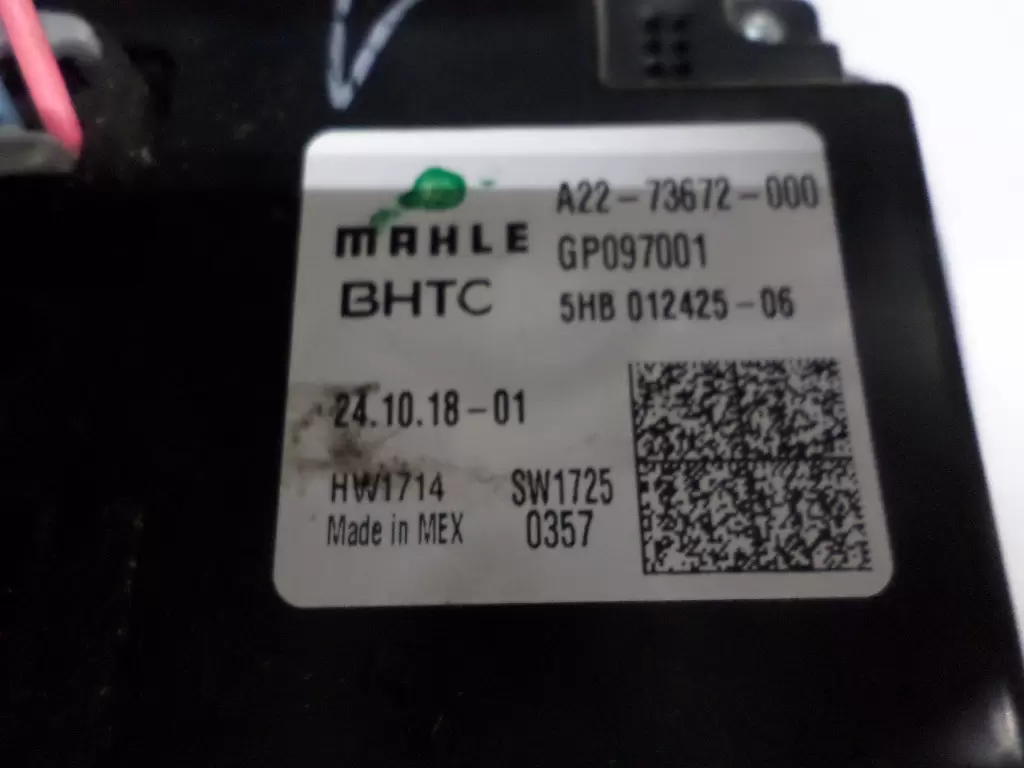 A22-73672-000
MAHLE
GP097001
BHTC
5HB 012425-06
24.10.18-01
HW1714 SW1725
Made in MEX 0357